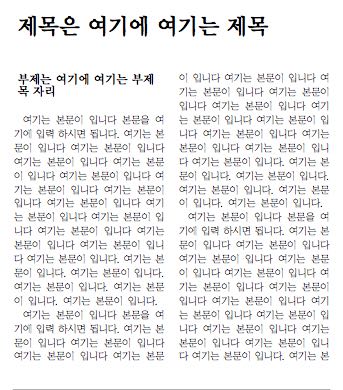 제목은 여기에 여기는 제목
부제는 여기에 여기는 부제
목 자리
여기는 본문이 입니다 본문을 여
기에 입력 하시면 됩니다. 여기는 본
문이 입니다 여기는 본문이 입니다
여기는 본문이 입니다 여기는 본문
이 입니다 여기는 본문이 입니다 여
기는 본문이 입니다 여기는 본문이
입니다 여기는 본문이 입니다 여기
는 본문이 입니다 여기는 본문이 입
니다 여기는 본문이 입니다 여기는
본문이 입니다 여기는 본문이 입니
다 여기는 본문이 입니다. 여기는 본
문이 입니다. 여기는 본문이 입니다.
여기는 본문이 입니다. 여기는 본문
이 입니다. 여기는 본문이 입니다.
여기는 본문이 입니다 본문을 여
기에 입력 하시면 됩니다. 여기는 본
문이 입니다 여기는 본문이 입니다
여기는 본문이 입니다 여기는 본문
이 입니다 여기는 본문이 입니다 여
기는 본문이 입니다 여기는 본문이
입니다 여기는 본문이 입니다 여기
는 본문이 입니다 여기는 본문이 입
니다 여기는 본문이 입니다 여기는
본문이 입니다 여기는 본문이 입니
다 여기는 본문이 입니다. 여기는 본
문이 입니다. 여기는 본문이 입니다.
여기는 본문이 입니다. 여기는 본문
이 입니다. 여기는 본문이 입니다.
여기는 본문이 입니다 본문을 여
기에 입력 하시면 됩니다. 여기는 본
문이 입니다 여기는 본문이 입니다
여기는 본문이 입니다 여기는 본문
이 입니다 여기는 본문이 입니다 여
기는 본문이 입니다 여기는 본문이
입니다 여기는 본문이 입니다 여기
는 본문이 입니다 여기는 본문이 입
니다 여기는 본문이 입니다 여기는
본문이 입니다 여기는 본문이 입니